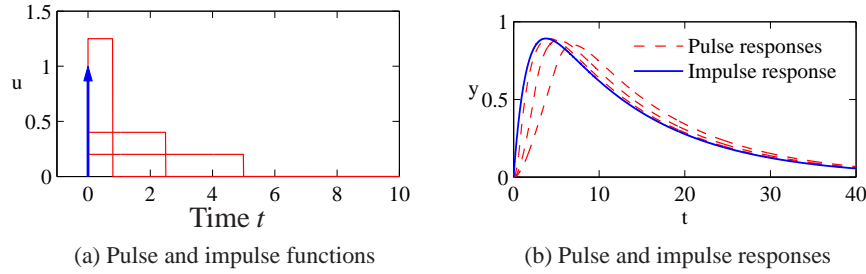 1.5
1
u
0.5
0
−1 0 2 4 6 8 10
Time t
(a) Pulse and impulse functions
1
Pulse responses
Impulse response
y
0.5
0
0 10 20 30 40
t
(b) Pulse and impulse responses